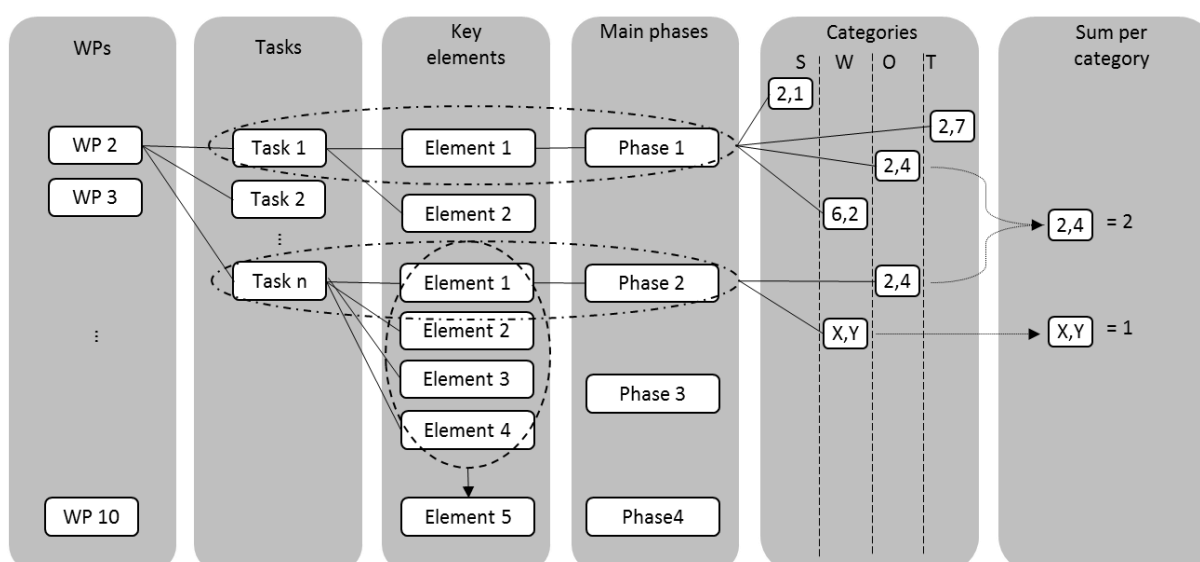 WPs
WP 2
WP 3
...
WP 10
Tasks
Task 1
Task 2
...
Task n
Key
elements
Element 1
Element 2
Element 1
Element 2
Element 3
Element 4
Element 5
Main phases
Phase 1
Phase 2
Phase 3
Phase4
Categories
S W O T
2,1
2,7
2,4
6,2
2,4
X,Y
Sum per
category
2,4 = 2
X,Y = 1